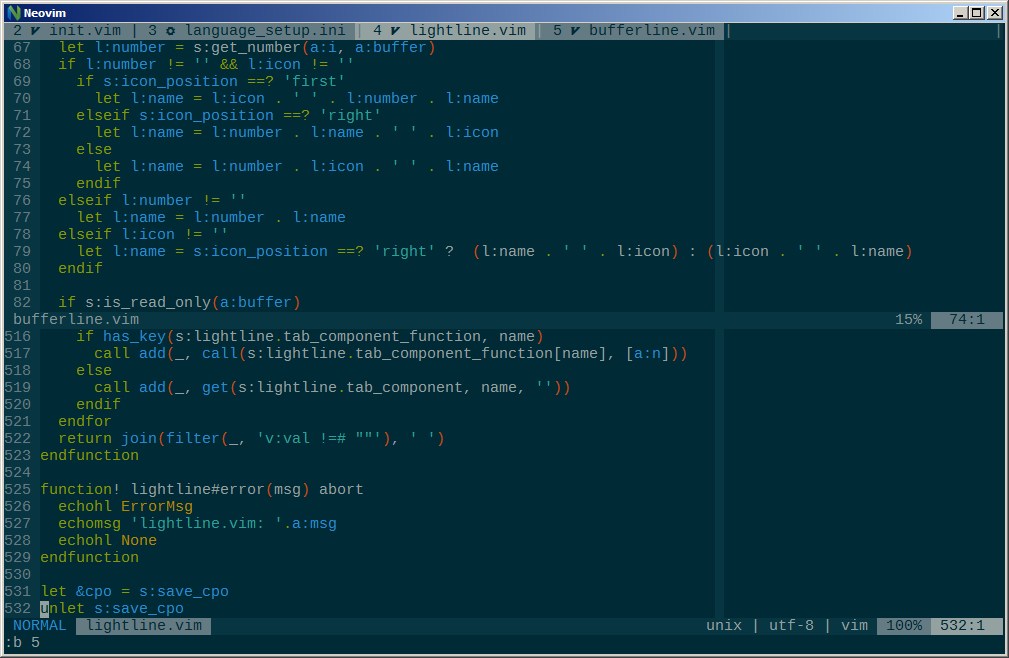 Neovim
2 init.vim | 3 language_setup.ini | 4 lightline.vim | 5 bufferline.vim | |
67   let l:number = s:get_number(a:i, a:buffer)
68   if l:number != '' && l:icon != ''
69     if s:icon_position ==? 'first'
70       let l:name = l:icon . ' ' . l:number . l:name
71     elseif s:icon_position ==? 'right'
72       let l:name = l:number . l:name . ' ' . l:icon
73     else
74       let l:name = l:number . l:icon . ' ' . l:name
75     endif
76   elseif l:number != ''
77     let l:name = l:number . l:name
78   elseif l:icon != ''
79     let l:name = s:icon_position ==? 'right' ?  (l:name . ' ' . l:icon) : (l:icon . ' ' . l:name)
80   endif
81
82   if s:is_read_only(a:buffer)
bufferline.vim 15% 74:1
516     if has_key(s:lightline.tab_component_function, name)
517       call add(_, call(s:lightline.tab_component_function[name], [a:n]))
518     else
519       call add(_, get(s:lightline.tab_component, name, ''))
520     endif
521   endfor
522   return join(filter(_, 'v:val !=# ""'), ' ')
523 endfunction
524
525 function! lightline#error(msg) abort
526   echohl ErrorMsg
527   echomsg 'lightline.vim: '.a:msg
528   echohl None
529 endfunction
530
531 let &cpo = s:save_cpo
532 unlet s:save_cpo
NORMAL lightline.vim unix | utf-8 | vim 100% 532:1
:b 5